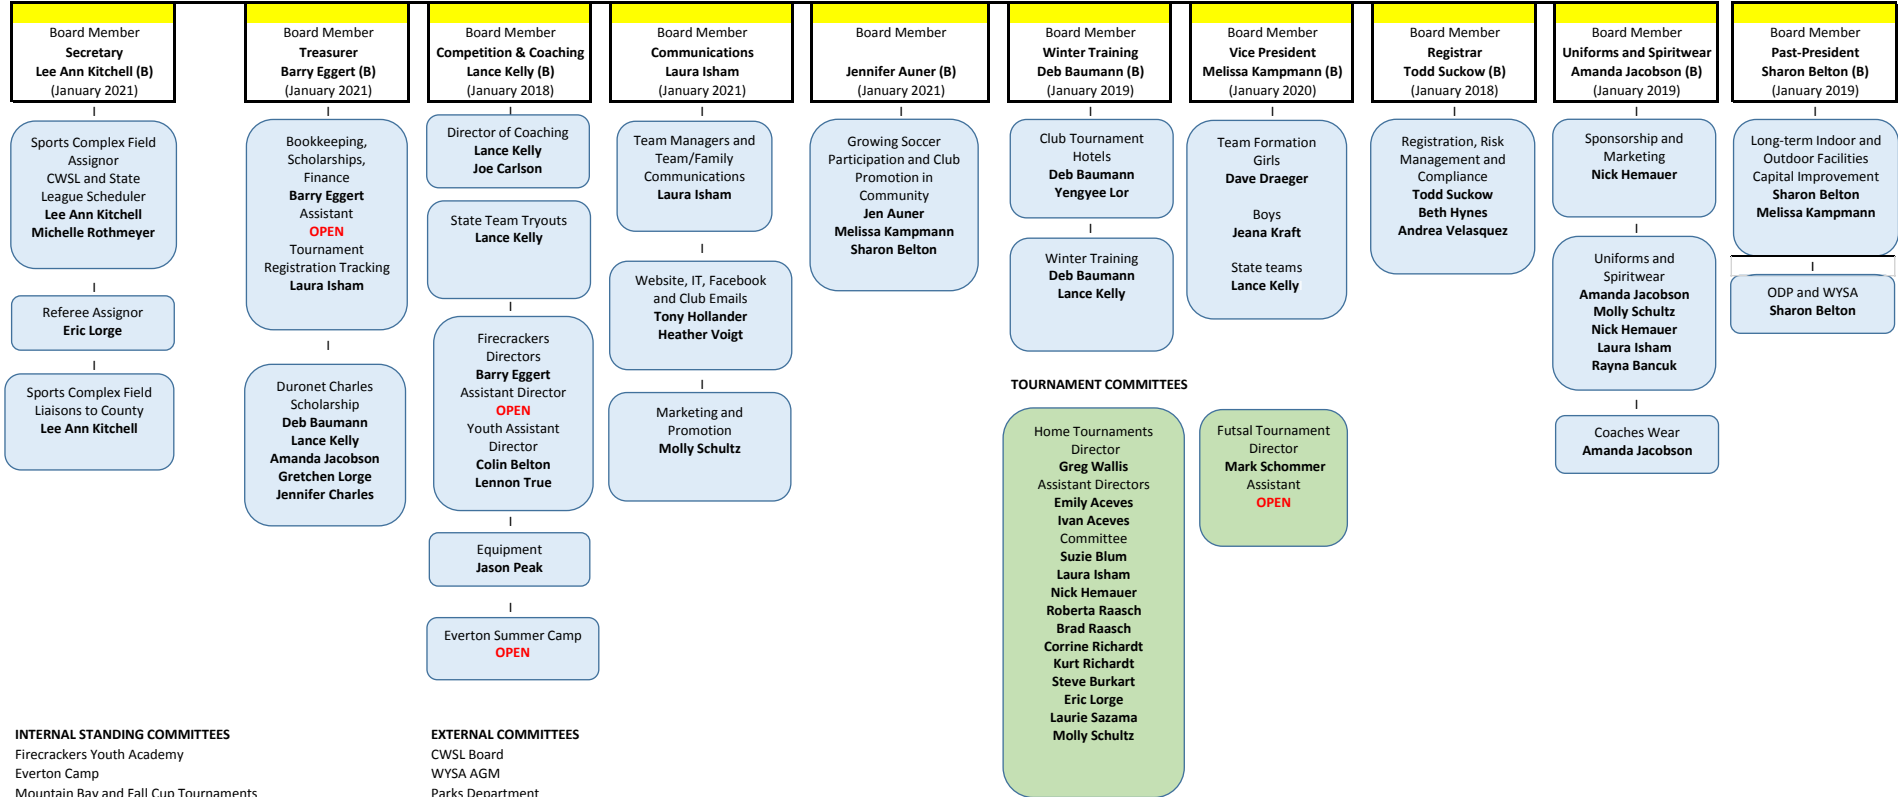 Board Member
Secretary
Lee Ann Kitchell (B)
(January 2021)
Sports Complex Field
Assignor
CWSL and State
League Scheduler
Lee Ann Kitchell
Michelle Rothmeyer
Referee Assignor
Eric Lorge
Sports Complex Field
Liaisons to County
Lee Ann Kitchell
Board Member
Treasurer
Barry Eggert (B)
(January 2021)
Bookkeeping,
Scholarships,
Finance
Barry Eggert
Assistant
OPEN
Tournament
Registration Tracking
Laura Isham
Duronet Charles
Scholarship
Deb Baumann
Lance Kelly
Amanda Jacobson
Gretchen Lorge
Jennifer Charles
Board Member
Competition & Coaching
Lance Kelly (B)
(January 2018)
Director of Coaching
Lance Kelly
Joe Carlson
State Team Tryouts
Lance Kelly
Firecrackers
Directors
Barry Eggert
Assistant Director
OPEN
Youth Assistant
Director
Colin Belton
Lennon True
Equipment
Jason Peak
Everton Summer Camp
OPEN
Board Member
Communications
Laura Isham
(January 2021)
Team Managers and
Team/Family
Communications
Laura Isham
Website, IT, Facebook
and Club Emails
Tony Hollander
Heather Voigt
Marketing and
Promotion
Molly Schultz
Board Member
Jennifer Auner (B)
(January 2021)
Growing Soccer
Participation and Club
Promotion in
Community
Jen Auner
Melissa Kampmann
Sharon Belton
Board Member
Winter Training
Deb Baumann (B)
(January 2019)
Club Tournament
Hotels
Deb Baumann
Yengyee Lor
Winter Training
Deb Baumann
Lance Kelly
Board Member
Vice President
Melissa Kampmann (B)
(January 2020)
Team Formation
Girls
Dave Draeger
Boys
Jeana Kraft
State teams
Lance Kelly
Board Member
Registrar
Todd Suckow (B)
(January 2018)
Registration, Risk
Management and
Compliance
Todd Suckow
Beth Hynes
Andrea Velasquez
Board Member
Uniforms and Spiritwear
Amanda Jacobson (B)
(January 2019)
Sponsorship and
Marketing
Nick Hemauer
Uniforms and
Spiritwear
Amanda Jacobson
Molly Schultz
Nick Hemauer
Laura Isham
Rayna Bancuk
Coaches Wear
Amanda Jacobson
Board Member
Past-President
Sharon Belton (B)
(January 2019)
Long-term Indoor and
Outdoor Facilities
Capital Improvement
Sharon Belton
Melissa Kampmann
ODP and WYSA
Sharon Belton
TOURNAMENT COMMITTEES
Home Tournaments
Director
Greg Wallis
Assistant Directors
Emily Aceves
Ivan Aceves
Committee
Suzie Blum
Laura Isham
Nick Hemauer
Roberta Raasch
Brad Raasch
Corrine Richardt
Kurt Richardt
Steve Burkart
Eric Lorge
Laurie Sazama
Molly Schultz
Futsal Tournament
Director
Mark Schommer
Assistant
OPEN
INTERNAL STANDING COMMITTEES
Firecrackers Youth Academy
Everton Camp
Mountain Bay and Fall Cup Tournaments
EXTERNAL COMMITTEES
CWSL Board
WYSA AGM
Parks Department